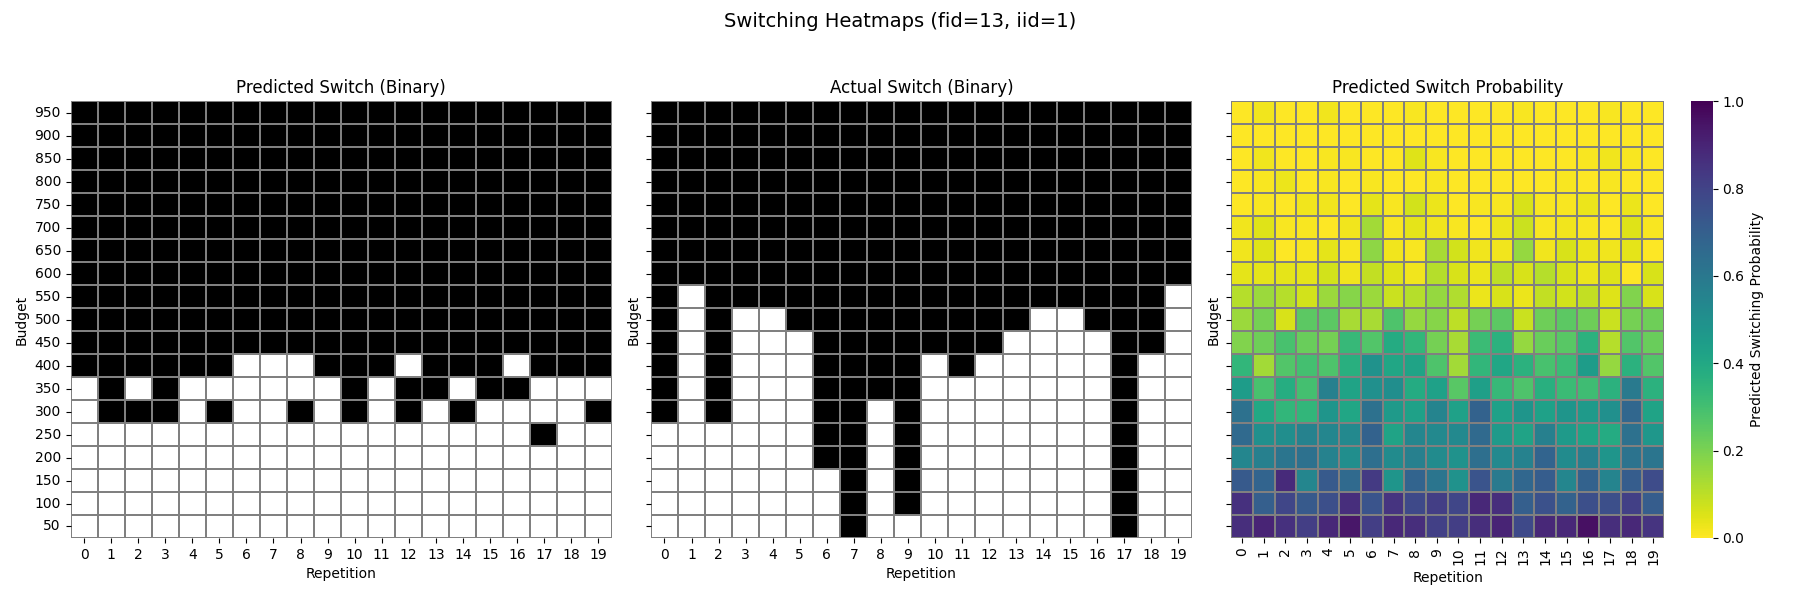 Switching Heatmaps (fid=13, iid=1)
Predicted Switch (Binary)
Budget
950
900
850
800
750
700
650
600
550
500
450
400
350
300
250
200
150
100
50
0 1 2 3 4 5 6 7 8 9 10 11 12 13 14 15 16 17 18 19
Repetition
Actual Switch (Binary)
Budget
0 1 2 3 4 5 6 7 8 9 10 11 12 13 14 15 16 17 18 19
Repetition
Predicted Switch Probability
Budget
0 1 2 3 4 5 6 7 8 9 10 11 12 13 14 15 16 17 18 19
Repetition
1.0
0.8
0.6
0.4
0.2
0.0
Predicted Switching Probability